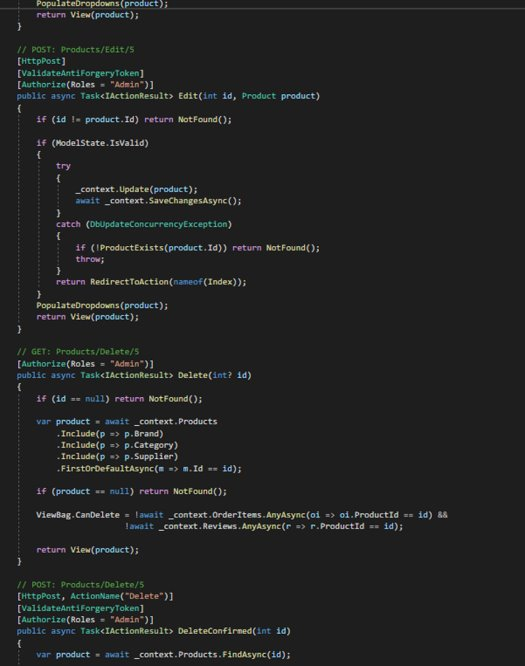 PopulateDropdowns(product);
return View(product);
}
// POST: Products/Edit/5
[HttpPost]
[ValidateAntiForgeryToken]
[Authorize(Roles = "Admin")]
public async Task<IActionResult> Edit(int id, Product product)
{
if (id != product.Id) return NotFound();
if (ModelState.IsValid)
{
try
{
_context.Update(product);
await _context.SaveChangesAsync();
}
catch (DbUpdateConcurrencyException)
{
if (!ProductExists(product.Id)) return NotFound();
throw;
}
return RedirectToAction(nameof(Index));
}
PopulateDropdowns(product);
return View(product);
}
// GET: Products/Delete/5
[Authorize(Roles = "Admin")]
public async Task<IActionResult> Delete(int? id)
{
if (id == null) return NotFound();
var product = await _context.Products
.Include(p => p.Brand)
.Include(p => p.Category)
.Include(p => p.Supplier)
.FirstOrDefaultAsync(m => m.Id == id);
if (product == null) return NotFound();
ViewBag.CanDelete = !await _context.OrderItems.AnyAsync(oi => oi.ProductId == id) &&
!await _context.Reviews.AnyAsync(r => r.ProductId == id);
return View(product);
}
// POST: Products/Delete/5
[HttpPost, ActionName("Delete")]
[ValidateAntiForgeryToken]
[Authorize(Roles = "Admin")]
public async Task<IActionResult> DeleteConfirmed(int id)
{
var product = await _context.Products.FindAsync(id);